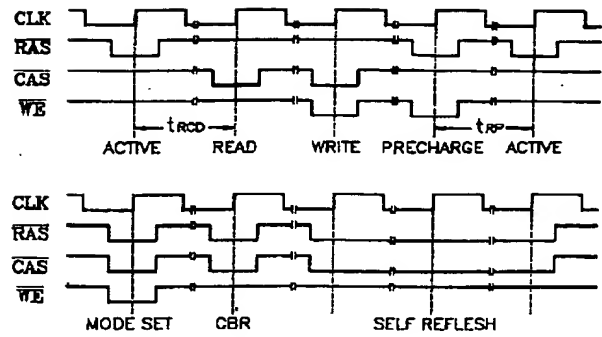 CLK
RAS
CAS
WE
tRCD
tRP
ACTIVE READ WRITE PRECHARGE ACTIVE
CLK
RAS
CAS
WE
MODE SET CBR SELF REFLESH